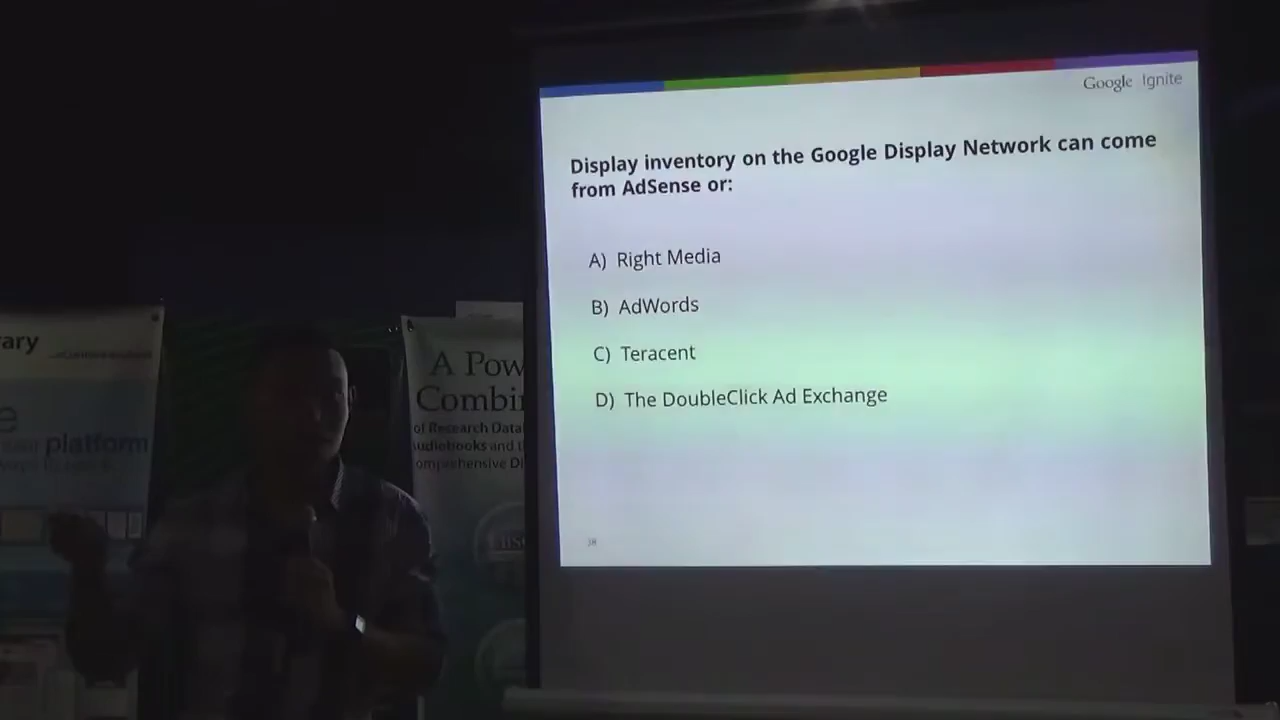 Google Ignite
Display inventory on the Google Display Network can come
from AdSense or:
A) Right Media
B) AdWords
C) Teracent
D) The DoubleClick Ad Exchange
38
ary
e
platform
A Pow
Combi
of Research Data
udiobooks and t
omprehensive Di